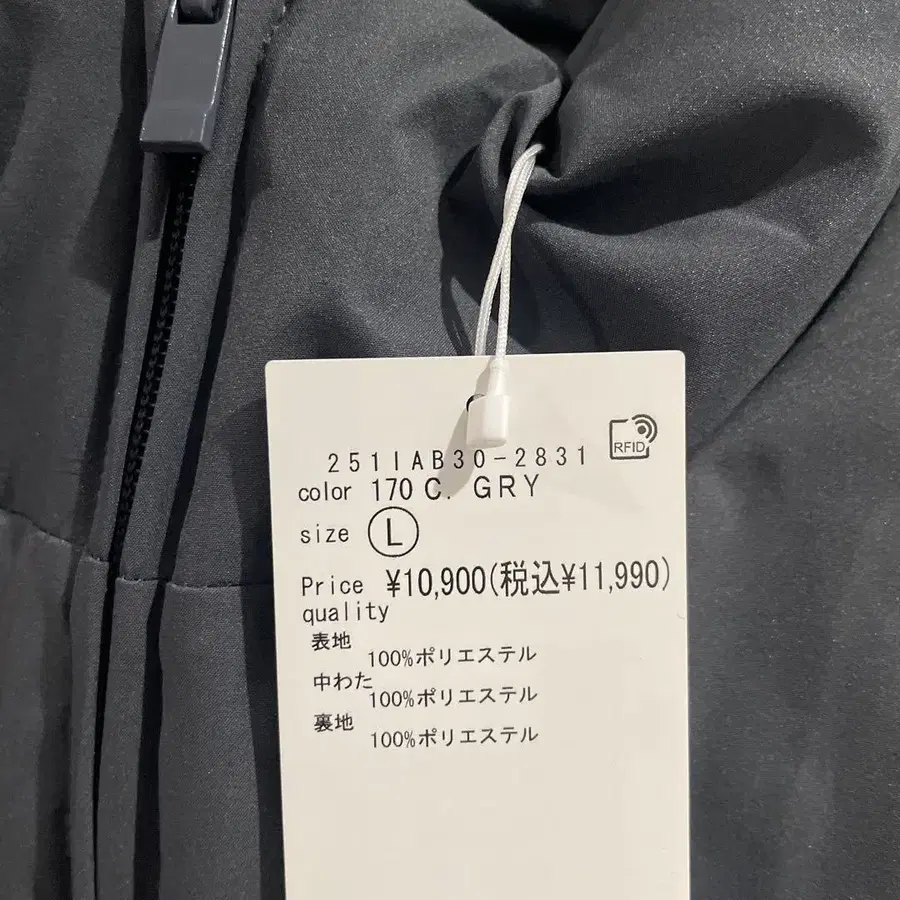 RFID
251IAB30-2831
color 170 C. GRY
size L
Price ¥10,900(税込¥11,990)
quality
表地
100%ポリエステル
中わた
100%ポリエステル
裏地
100%ポリエステル